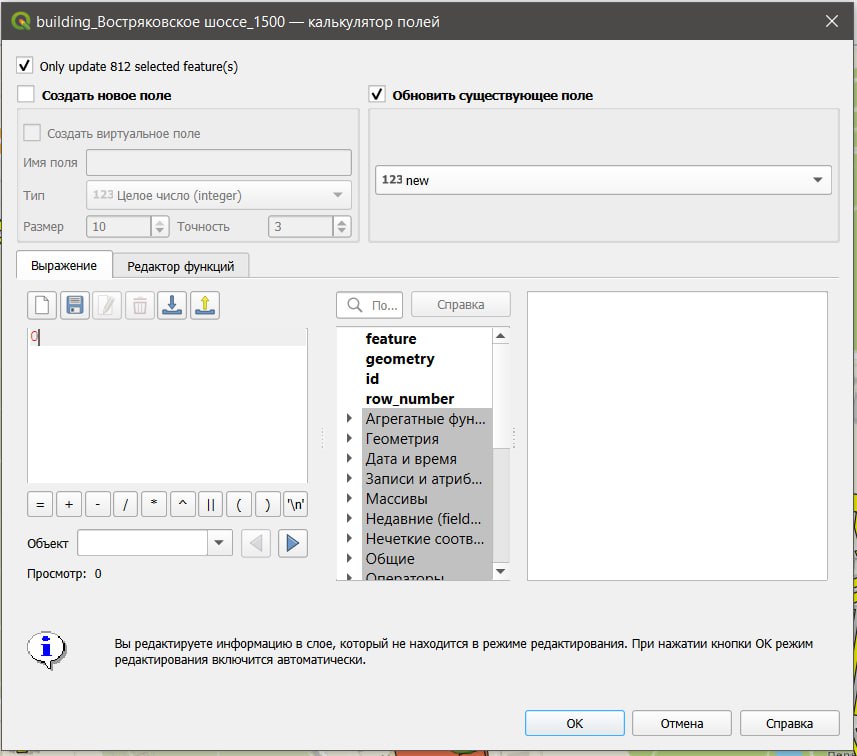 building_Востряковское шоссе_1500 — калькулятор полей
Only update 812 selected feature(s)
Создать новое поле
Обновить существующее поле
Создать виртуальное поле
Имя поля
Тип
123 Целое число (integer)
123 new
Размер
10
Точность
3
Выражение
Редактор функций
По...
Справка
0
feature
geometry
id
row_number
Агрегатные фун...
Геометрия
Дата и время
Записи и атриб...
Массивы
Недавние (field...
Нечеткие соотв...
Общие
Операторы
= + - / * ^ || ( ) '\n'
Объект
Просмотр: 0
Вы редактируете информацию в слое, который не находится в режиме редактирования. При нажатии кнопки OK режим
редактирования включится автоматически.
OK
Отмена
Справка